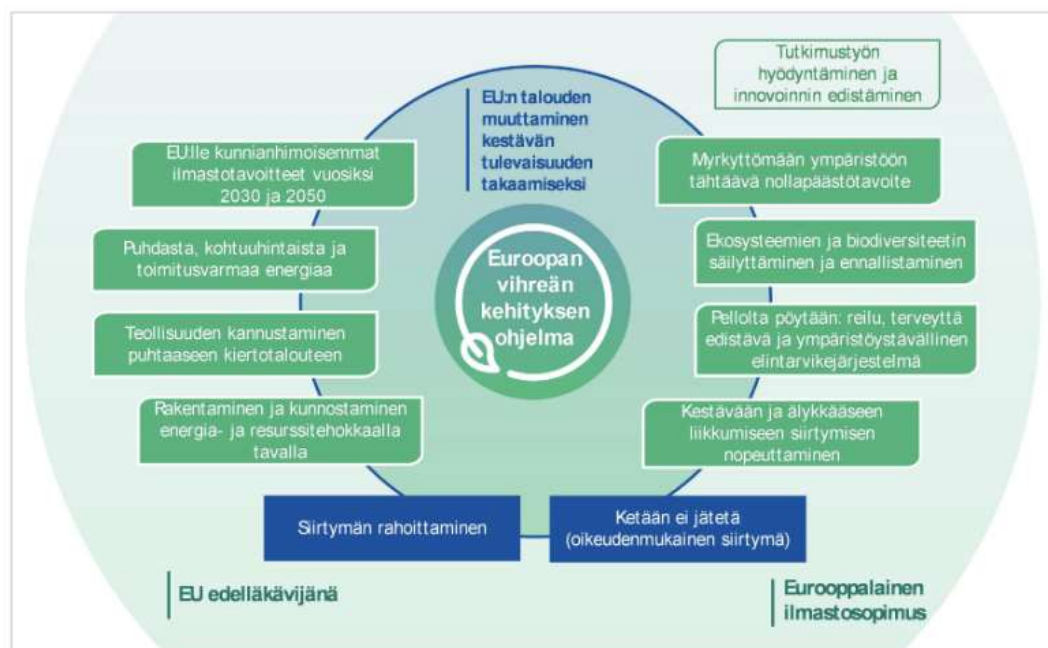 Tutkimustyön
hyödyntäminen ja
innovoinnin edistäminen
EU:n talouden
muuttaminen
kestävän
tulevaisuuden
takaamiseksi
EU:lle kunnianhimoisemmat
ilmastotavoitteet vuosiksi
2030 ja 2050
Myrkyttömään ympäristöön
tähtäävä nollapäästötavoite
Puhdasta, kohtuuhintaista ja
toimitusvarmaa energiaa
Ekosysteemien ja biodiversiteetin
säilyttäminen ja ennallistaminen
Euroopan
vihreän
kehityksen
ohjelma
Teollisuuden kannustaminen
puhtaaseen kiertotalouteen
Pellolta pöytään: reilu, terveyttä
edistävä ja ympäristöystävällinen
elintarvikejärjestelmä
Rakentaminen ja kunnostaminen
energia- ja resurssitehokkaalla
tavalla
Kestävään ja älykkääseen
liikkumiseen siirtymisen
nopeuttaminen
Siirtymän rahoittaminen
Ketään ei jätetä
(oikeudenmukainen siirtymä)
EU edelläkävijänä
Eurooppalainen
ilmastosopimus